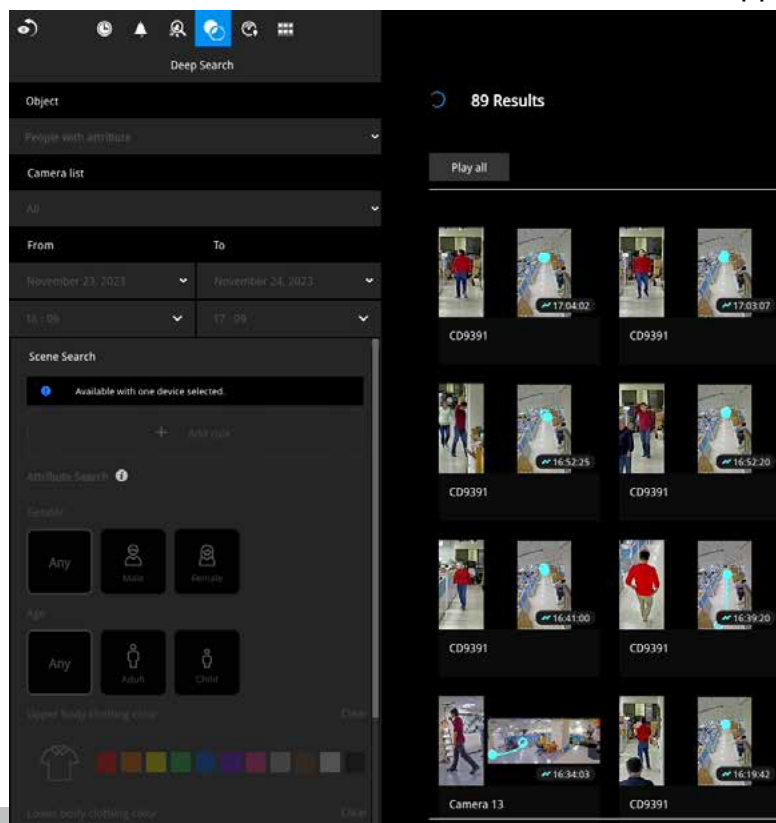 Deep Search
Object
People with attribute
Camera list
All
From To
November 23, 2023 November 24, 2023
16 : 09 17 : 09
Scene Search
Available with one device selected.
+ Add rule
Attribute Search
Gender
Any Male Female
Age
Any Adult Child
Upper body clothing color Clear
Lower body clothing color Clear
89 Results
Play all
17:04:02 17:03:07
CD9391 CD9391
16:52:25 16:52:20
CD9391 CD9391
16:41:00 16:39:20
CD9391 CD9391
16:34:03 16:19:42
Camera 13 CD9391